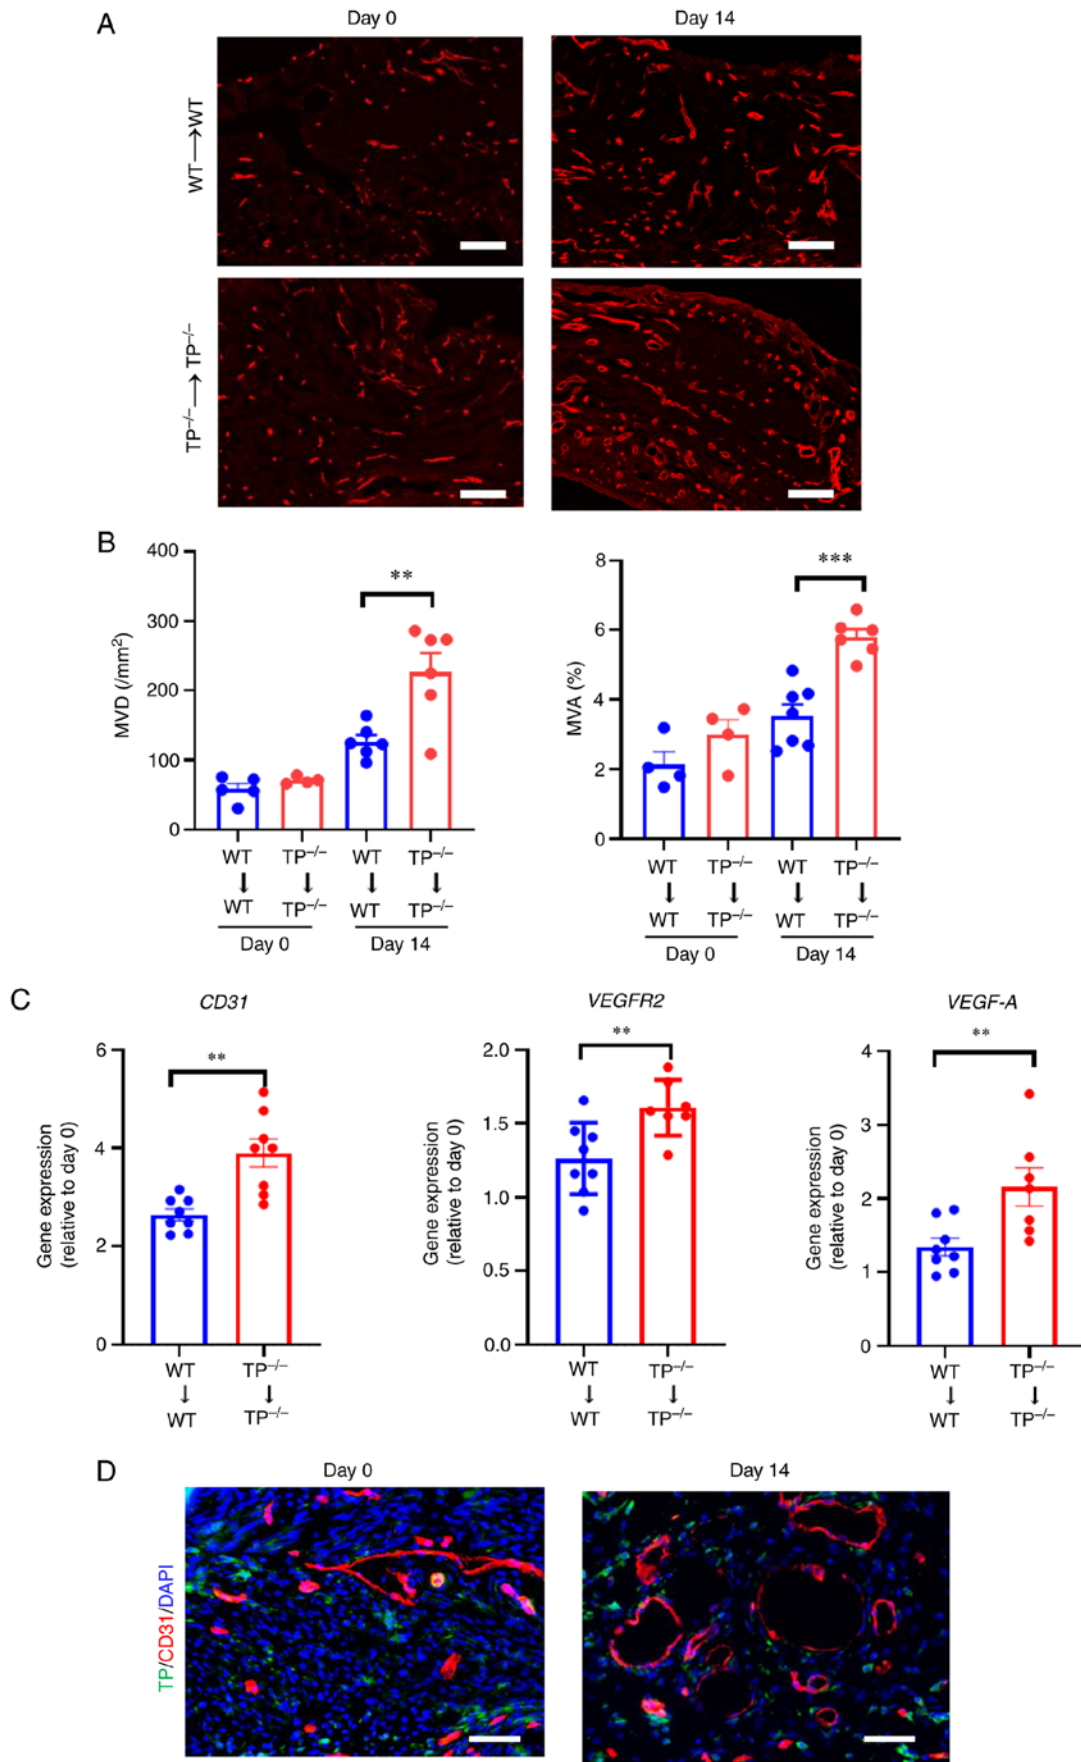 A
Day 0
Day 14
WT⟶WT
TP–/–⟶TP–/–
B
MVD (/mm²)
400
300
200
100
0
**
WT
TP–/–
WT
TP–/–
↓
↓
↓
↓
WT
TP–/–
WT
TP–/–
Day 0
Day 14
MVA (%)
8
6
4
2
0
***
WT
TP–/–
WT
TP–/–
↓
↓
↓
↓
WT
TP–/–
WT
TP–/–
Day 0
Day 14
C
CD31
Gene expression
(relative to day 0)
6
4
2
0
**
WT
TP–/–
↓
↓
WT
TP–/–
VEGFR2
Gene expression
(relative to day 0)
2.0
1.5
1.0
0.5
0.0
**
WT
TP–/–
↓
↓
WT
TP–/–
VEGF-A
Gene expression
(relative to day 0)
4
3
2
1
0
**
WT
TP–/–
↓
↓
WT
TP–/–
D
Day 0
Day 14
TP/CD31/DAPI